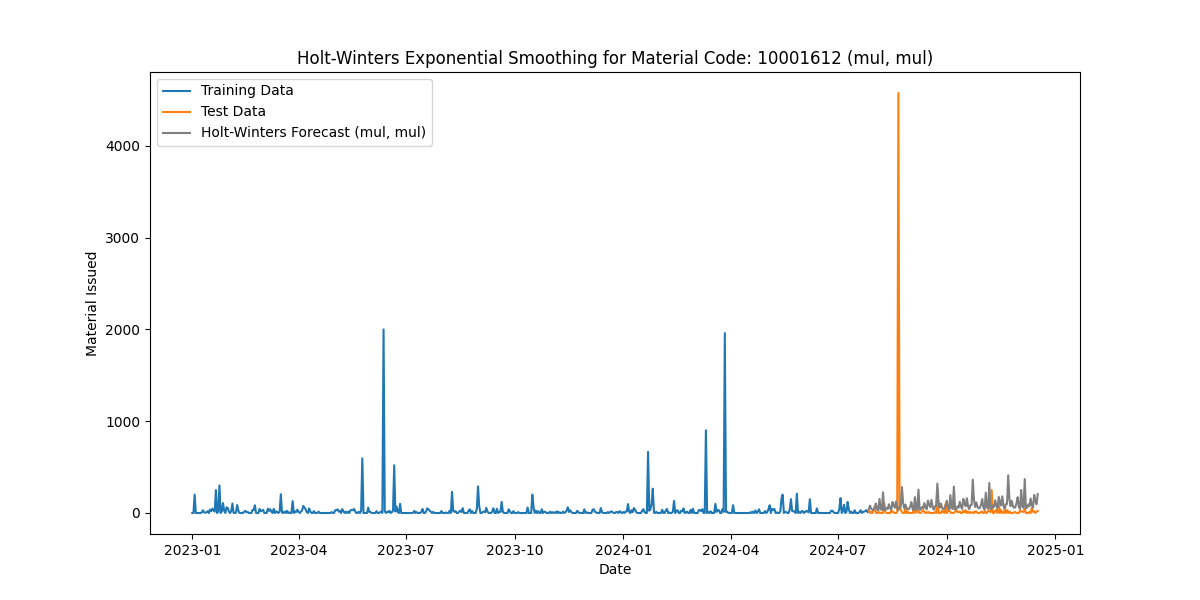 Holt-Winters Exponential Smoothing for Material Code: 10001612 (mul, mul)
Training Data
Test Data
Holt-Winters Forecast (mul, mul)
Material Issued
4000
3000
2000
1000
0
2023-01 2023-04 2023-07 2023-10 2024-01 2024-04 2024-07 2024-10 2025-01
Date